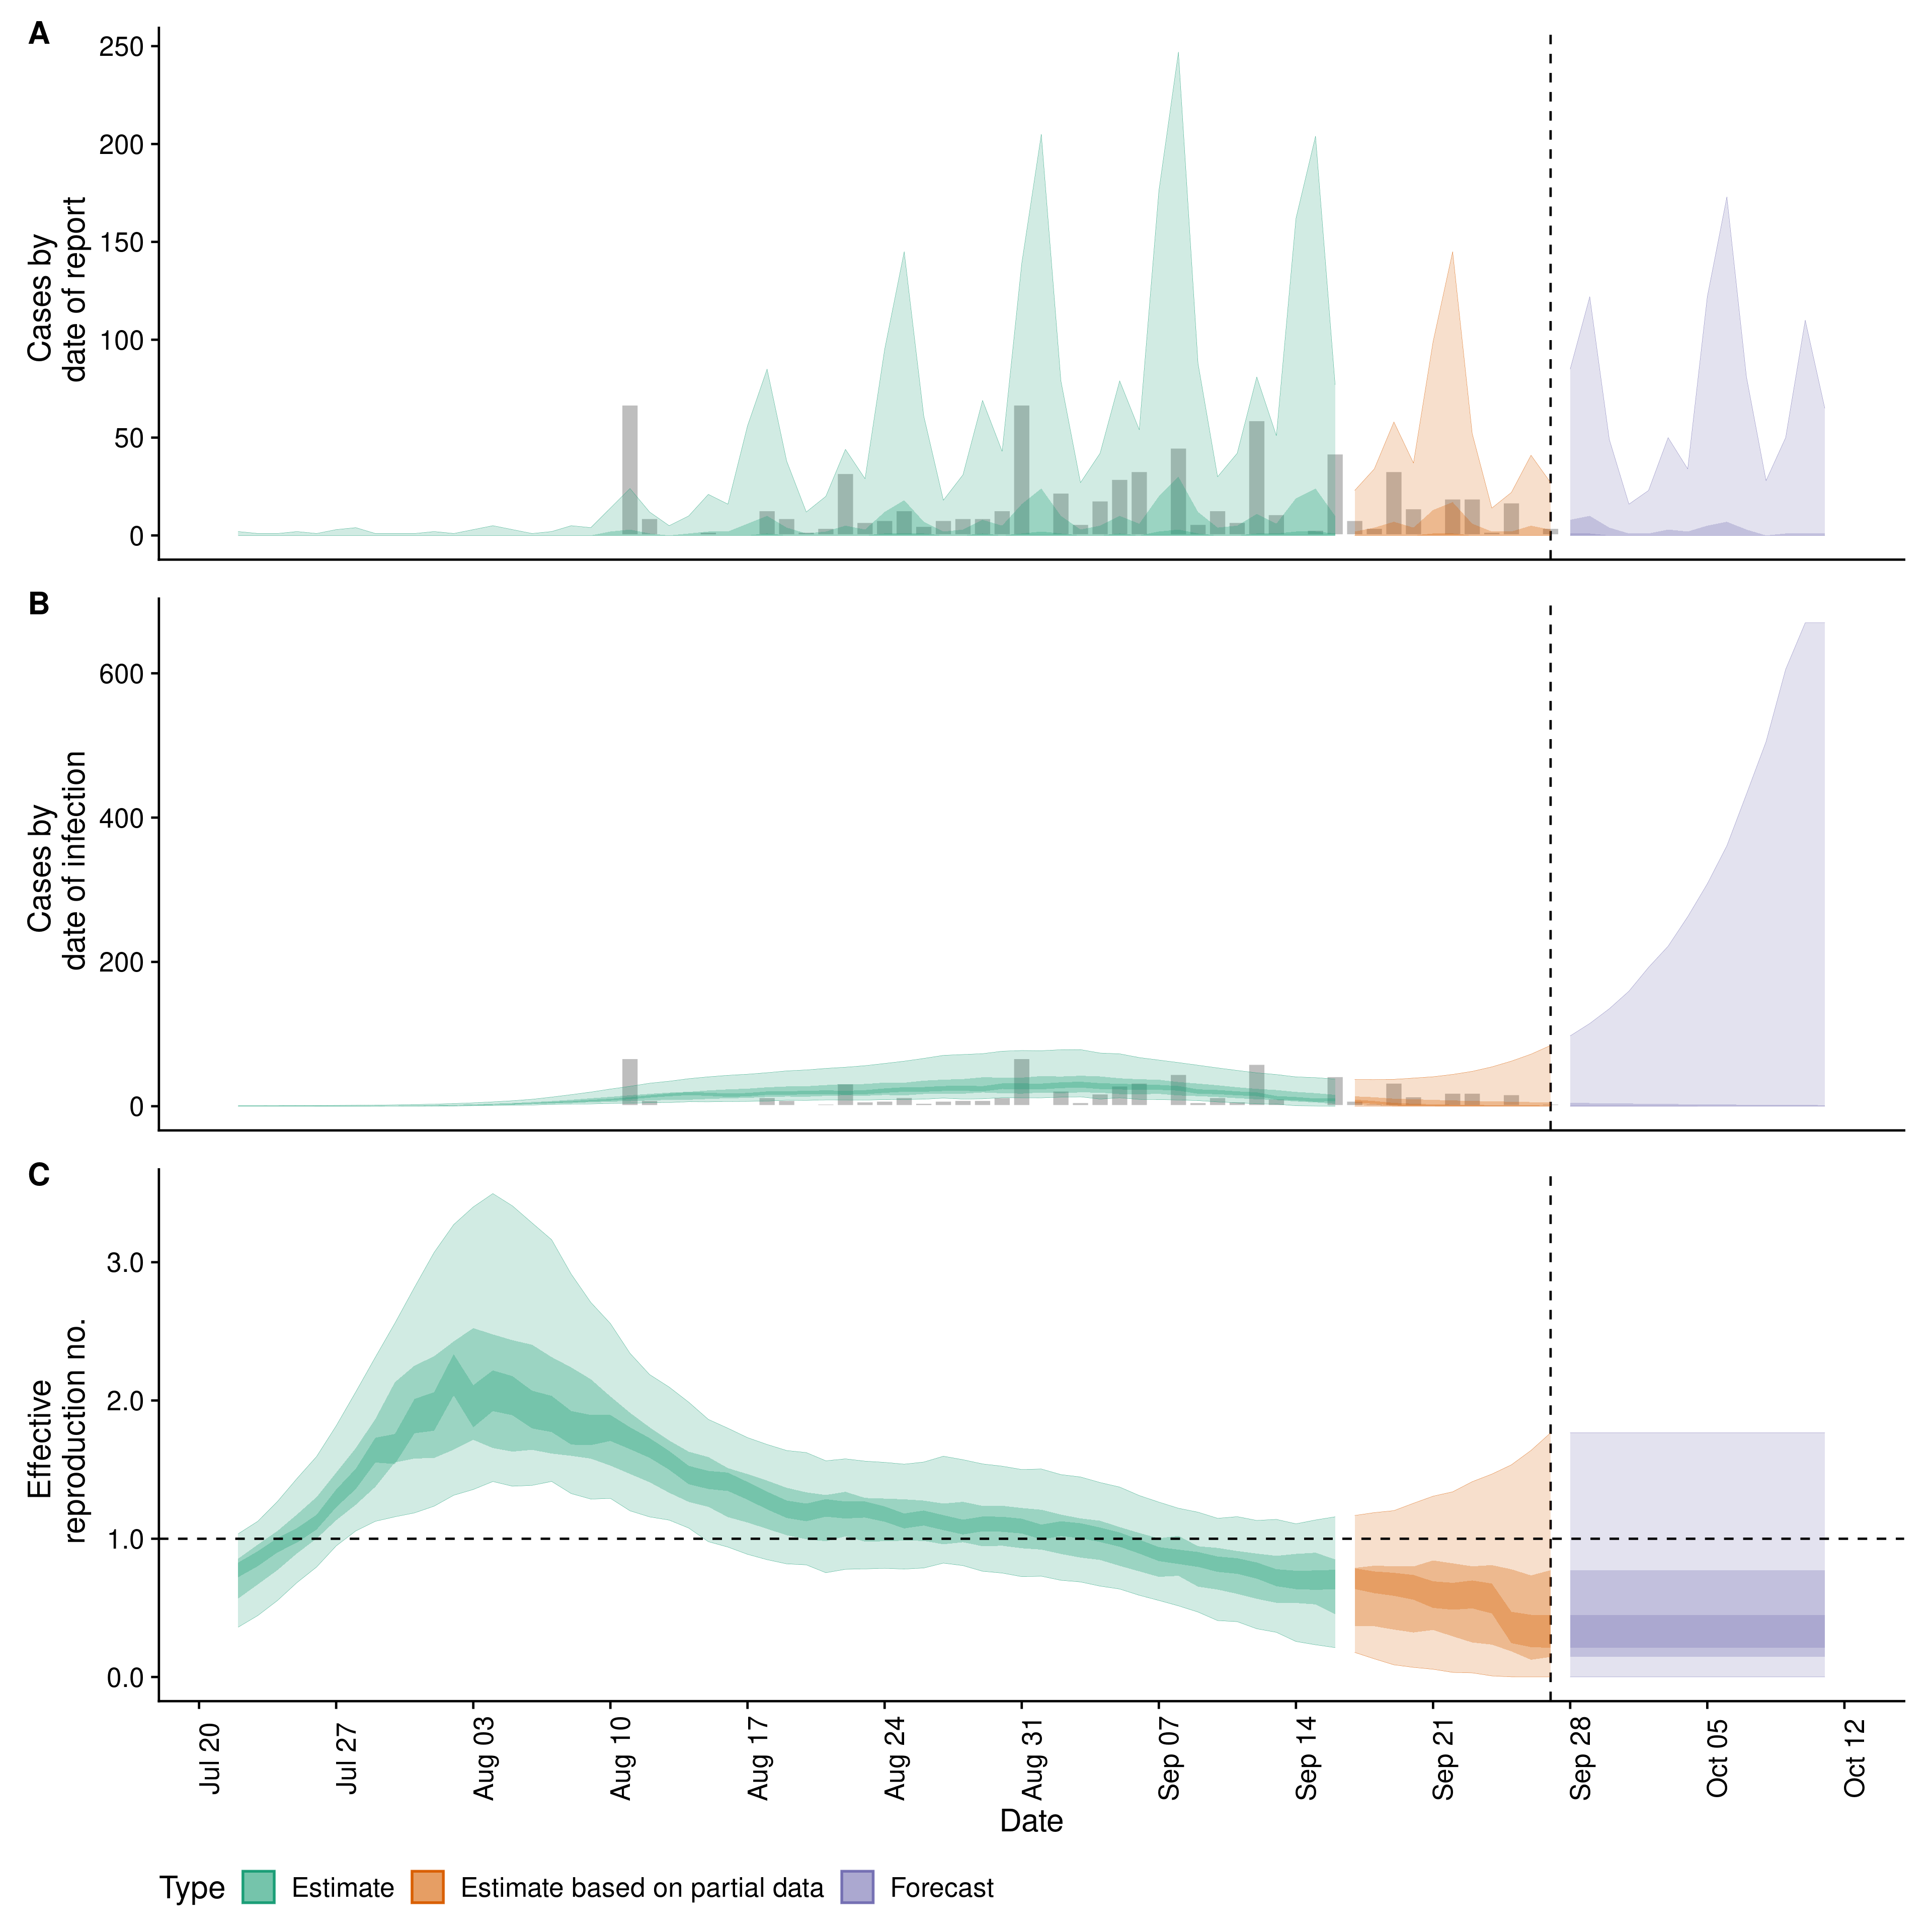 A
250
200
150
100
50
0
Cases by
date of report
B
600
400
200
0
Cases by
date of infection
C
3.0
2.0
1.0
0.0
Effective
reproduction no.
Jul 20
Jul 27
Aug 03
Aug 10
Aug 17
Aug 24
Aug 31
Sep 07
Sep 14
Sep 21
Sep 28
Oct 05
Oct 12
Date
Type Estimate Estimate based on partial data Forecast